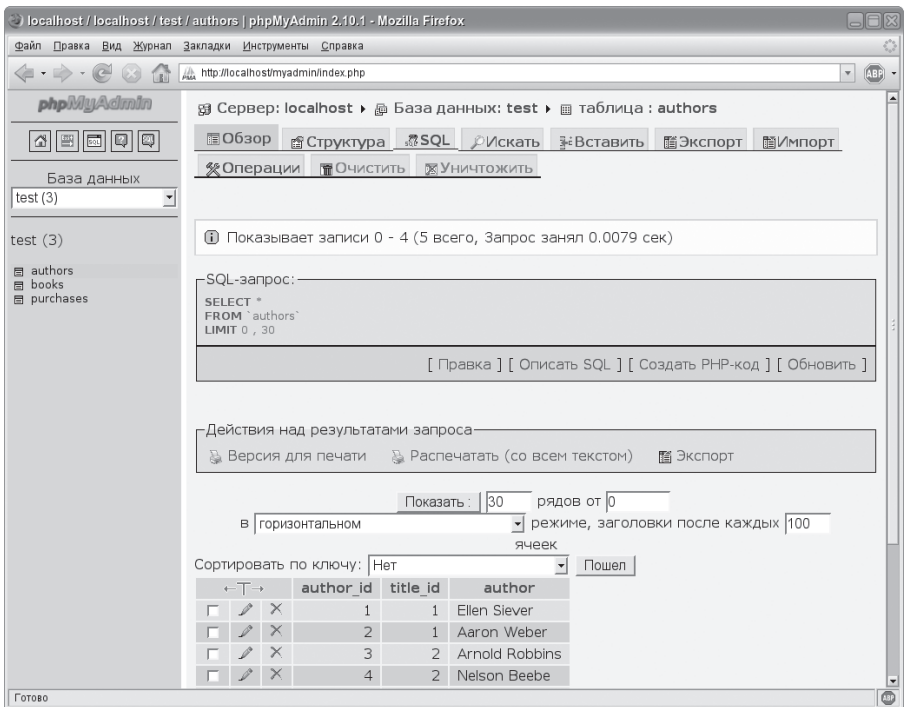 localhost / localhost / test / authors | phpMyAdmin 2.10.1 - Mozilla Firefox
Файл Правка Вид Журнал Закладки Инструменты Справка
http://localhost/myadmin/index.php
ABP
phpMyAdmin
SQL
База данных
test (3)
test (3)
authors
books
purchases
Сервер: localhost ▸ База данных: test ▸ таблица : authors
Обзор Структура SQL Искать Вставить Экспорт Импорт
Операции Очистить Уничтожить
Показывает записи 0 - 4 (5 всего, Запрос занял 0.0079 сек)
SQL-запрос:
SELECT *
FROM `authors`
LIMIT 0 , 30
[ Правка ] [ Описать SQL ] [ Создать PHP-код ] [ Обновить ]
Действия над результатами запроса
Версия для печати Распечатать (со всем текстом) Экспорт
Показать : 30 рядов от 0
в горизонтальном режиме, заголовки после каждых 100
ячеек
Сортировать по ключу: Нет Пошел
←T→ author_id title_id author
1 1 Ellen Siever
2 1 Aaron Weber
3 2 Arnold Robbins
4 2 Nelson Beebe
Готово ABP